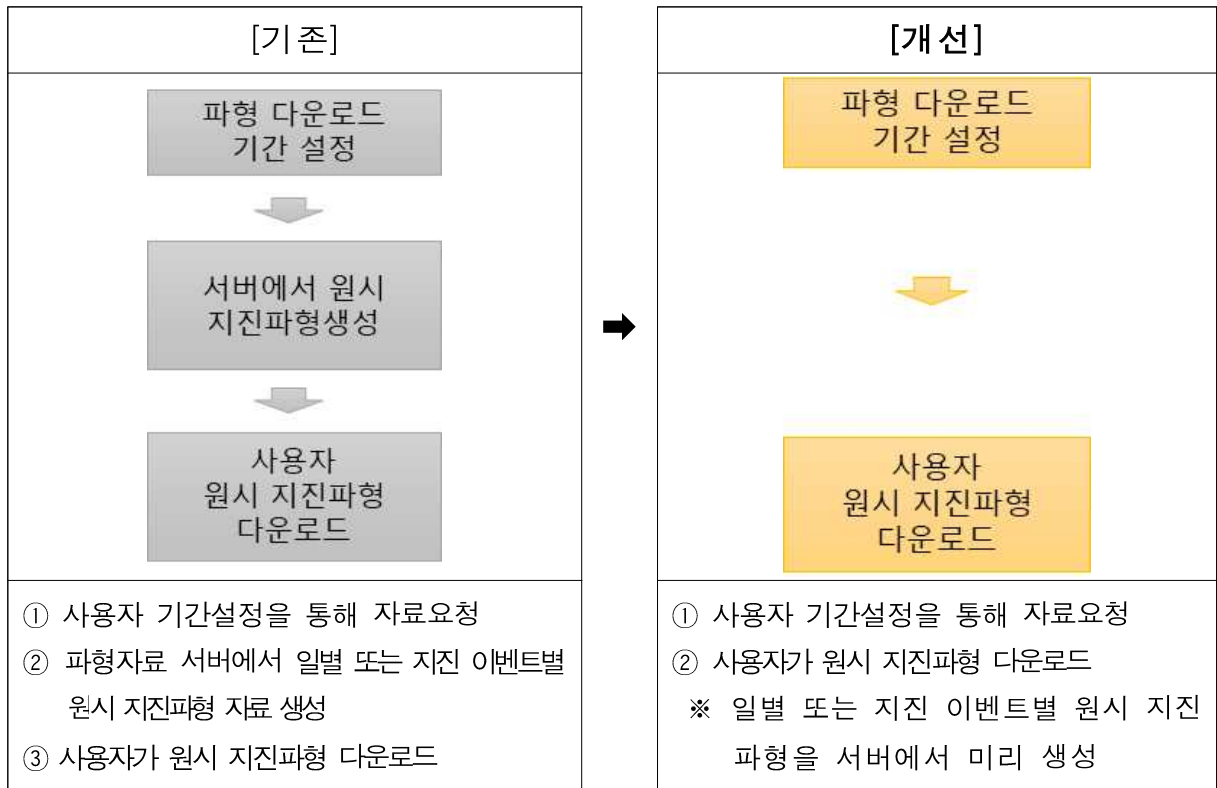 [기 존]
파형 다운로드
기간 설정
서버에서 원시
지진파형생성
사용자
원시 지진파형
다운로드
① 사용자 기간설정을 통해 자료요청
② 파형자료 서버에서 일별 또는 지진 이벤트별
원시 지진파형 자료 생성
③ 사용자가 원시 지진파형 다운로드
[개 선]
파형 다운로드
기간 설정
사용자
원시 지진파형
다운로드
① 사용자 기간설정을 통해 자료요청
② 사용자가 원시 지진파형 다운로드
※ 일별 또는 지진 이벤트별 원시 지진
파형을 서버에서 미리 생성